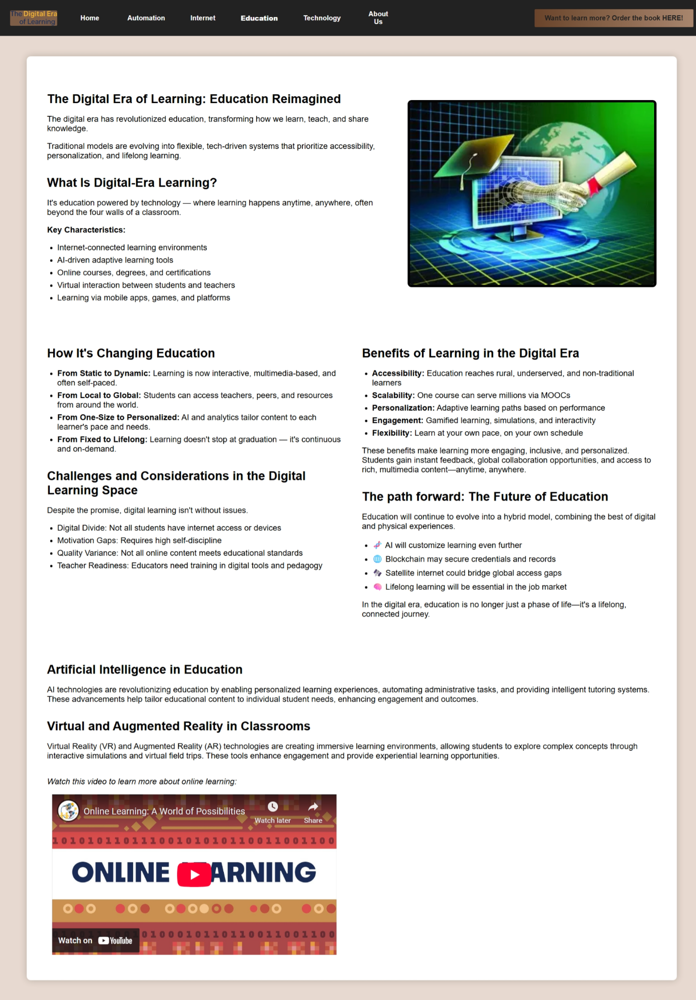 The Digital Era
of Learning
Home
Automation
Internet
Education
Technology
About
Us
Want to learn more? Order the book HERE!
The Digital Era of Learning: Education Reimagined
The digital era has revolutionized education, transforming how we learn, teach, and share
knowledge.
Traditional models are evolving into flexible, tech-driven systems that prioritize accessibility,
personalization, and lifelong learning.
What Is Digital-Era Learning?
It's education powered by technology — where learning happens anytime, anywhere, often
beyond the four walls of a classroom.
Key Characteristics:
• Internet-connected learning environments
• AI-driven adaptive learning tools
• Online courses, degrees, and certifications
• Virtual interaction between students and teachers
• Learning via mobile apps, games, and platforms
How It's Changing Education
• From Static to Dynamic: Learning is now interactive, multimedia-based, and
often self-paced.
• From Local to Global: Students can access teachers, peers, and resources
from around the world.
• From One-Size to Personalized: AI and analytics tailor content to each
learner's pace and needs.
• From Fixed to Lifelong: Learning doesn't stop at graduation — it's continuous
and on-demand.
Challenges and Considerations in the Digital
Learning Space
Despite the promise, digital learning isn't without issues.
• Digital Divide: Not all students have internet access or devices
• Motivation Gaps: Requires high self-discipline
• Quality Variance: Not all online content meets educational standards
• Teacher Readiness: Educators need training in digital tools and pedagogy
Benefits of Learning in the Digital Era
• Accessibility: Education reaches rural, underserved, and non-traditional
learners
• Scalability: One course can serve millions via MOOCs
• Personalization: Adaptive learning paths based on performance
• Engagement: Gamified learning, simulations, and interactivity
• Flexibility: Learn at your own pace, on your own schedule
These benefits make learning more engaging, inclusive, and personalized.
Students gain instant feedback, global collaboration opportunities, and access to
rich, multimedia content—anytime, anywhere.
The path forward: The Future of Education
Education will continue to evolve into a hybrid model, combining the best of digital
and physical experiences.
• 🧬 AI will customize learning even further
• 🌐 Blockchain may secure credentials and records
• 🛰️ Satellite internet could bridge global access gaps
• 🧠 Lifelong learning will be essential in the job market
In the digital era, education is no longer just a phase of life—it's a lifelong,
connected journey.
Artificial Intelligence in Education
AI technologies are revolutionizing education by enabling personalized learning experiences, automating administrative tasks, and providing intelligent tutoring systems.
These advancements help tailor educational content to individual student needs, enhancing engagement and outcomes.
Virtual and Augmented Reality in Classrooms
Virtual Reality (VR) and Augmented Reality (AR) technologies are creating immersive learning environments, allowing students to explore complex concepts through
interactive simulations and virtual field trips. These tools enhance engagement and provide experiential learning opportunities.
Watch this video to learn more about online learning:
Online Learning: A World of Possibilities
Watch later
Share
ONLINE ARNING
Watch on YouTube